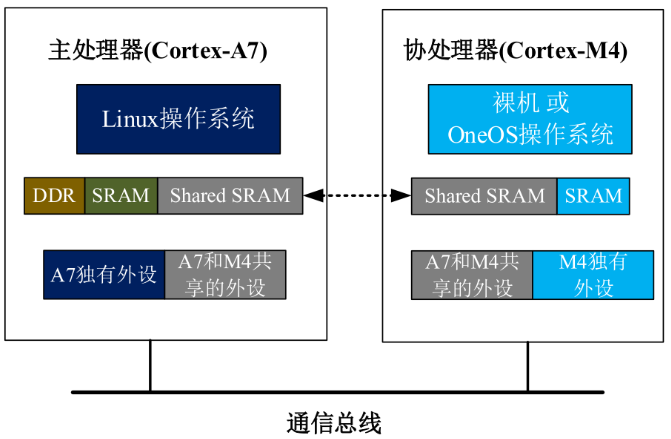 主处理器(Cortex-A7)
Linux操作系统
DDR
SRAM
Shared SRAM
A7独有外设
A7和M4共
享的外设
协处理器(Cortex-M4)
裸机 或
OneOS操作系统
Shared SRAM
SRAM
A7和M4共
享的外设
M4独有
外设
通信总线